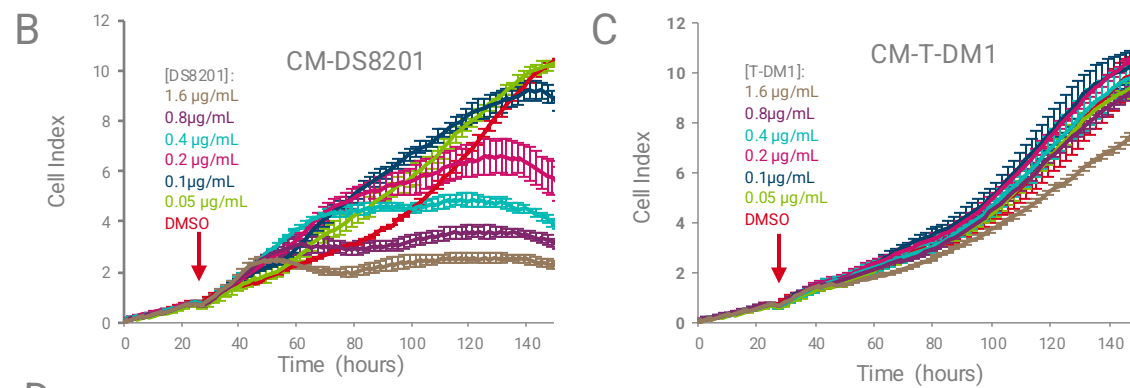 B
CM-DS8201
[DS8201]:
1.6 µg/mL
0.8µg/mL
0.4 µg/mL
0.2 µg/mL
0.1µg/mL
0.05 µg/mL
DMSO
Cell Index
12
10
8
6
4
2
0
0 20 40 60 80 100 120 140
Time (hours)
C
CM-T-DM1
[T-DM1]:
1.6 µg/mL
0.8µg/mL
0.4 µg/mL
0.2 µg/mL
0.1µg/mL
0.05 µg/mL
DMSO
Cell Index
12
10
8
6
4
2
0
0 20 40 60 80 100 120 140
Time (hours)